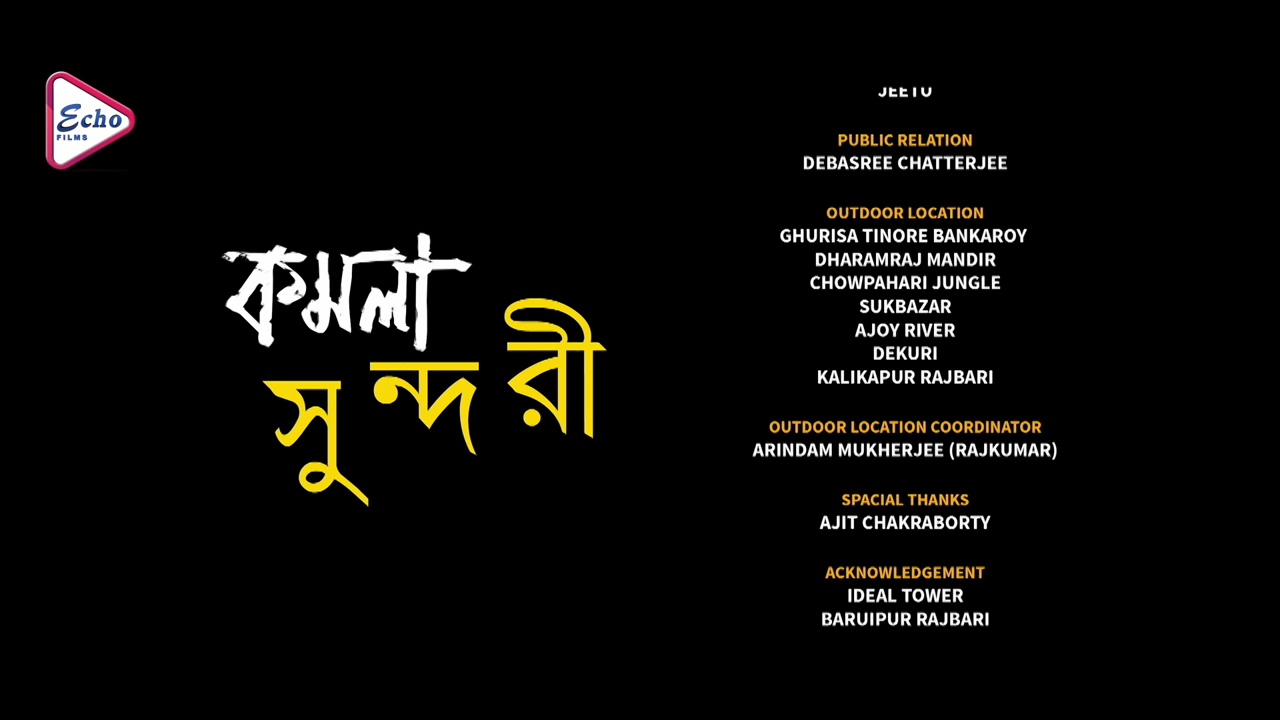 Echo
FILMS
কমলা
সুন্দরী
JEETU
PUBLIC RELATION
DEBASREE CHATTERJEE
OUTDOOR LOCATION
GHURISA TINORE BANKAROY
DHARAMRAJ MANDIR
CHOWPAHARI JUNGLE
SUKBAZAR
AJOY RIVER
DEKURI
KALIKAPUR RAJBARI
OUTDOOR LOCATION COORDINATOR
ARINDAM MUKHERJEE (RAJKUMAR)
SPACIAL THANKS
AJIT CHAKRABORTY
ACKNOWLEDGEMENT
IDEAL TOWER
BARUIPUR RAJBARI